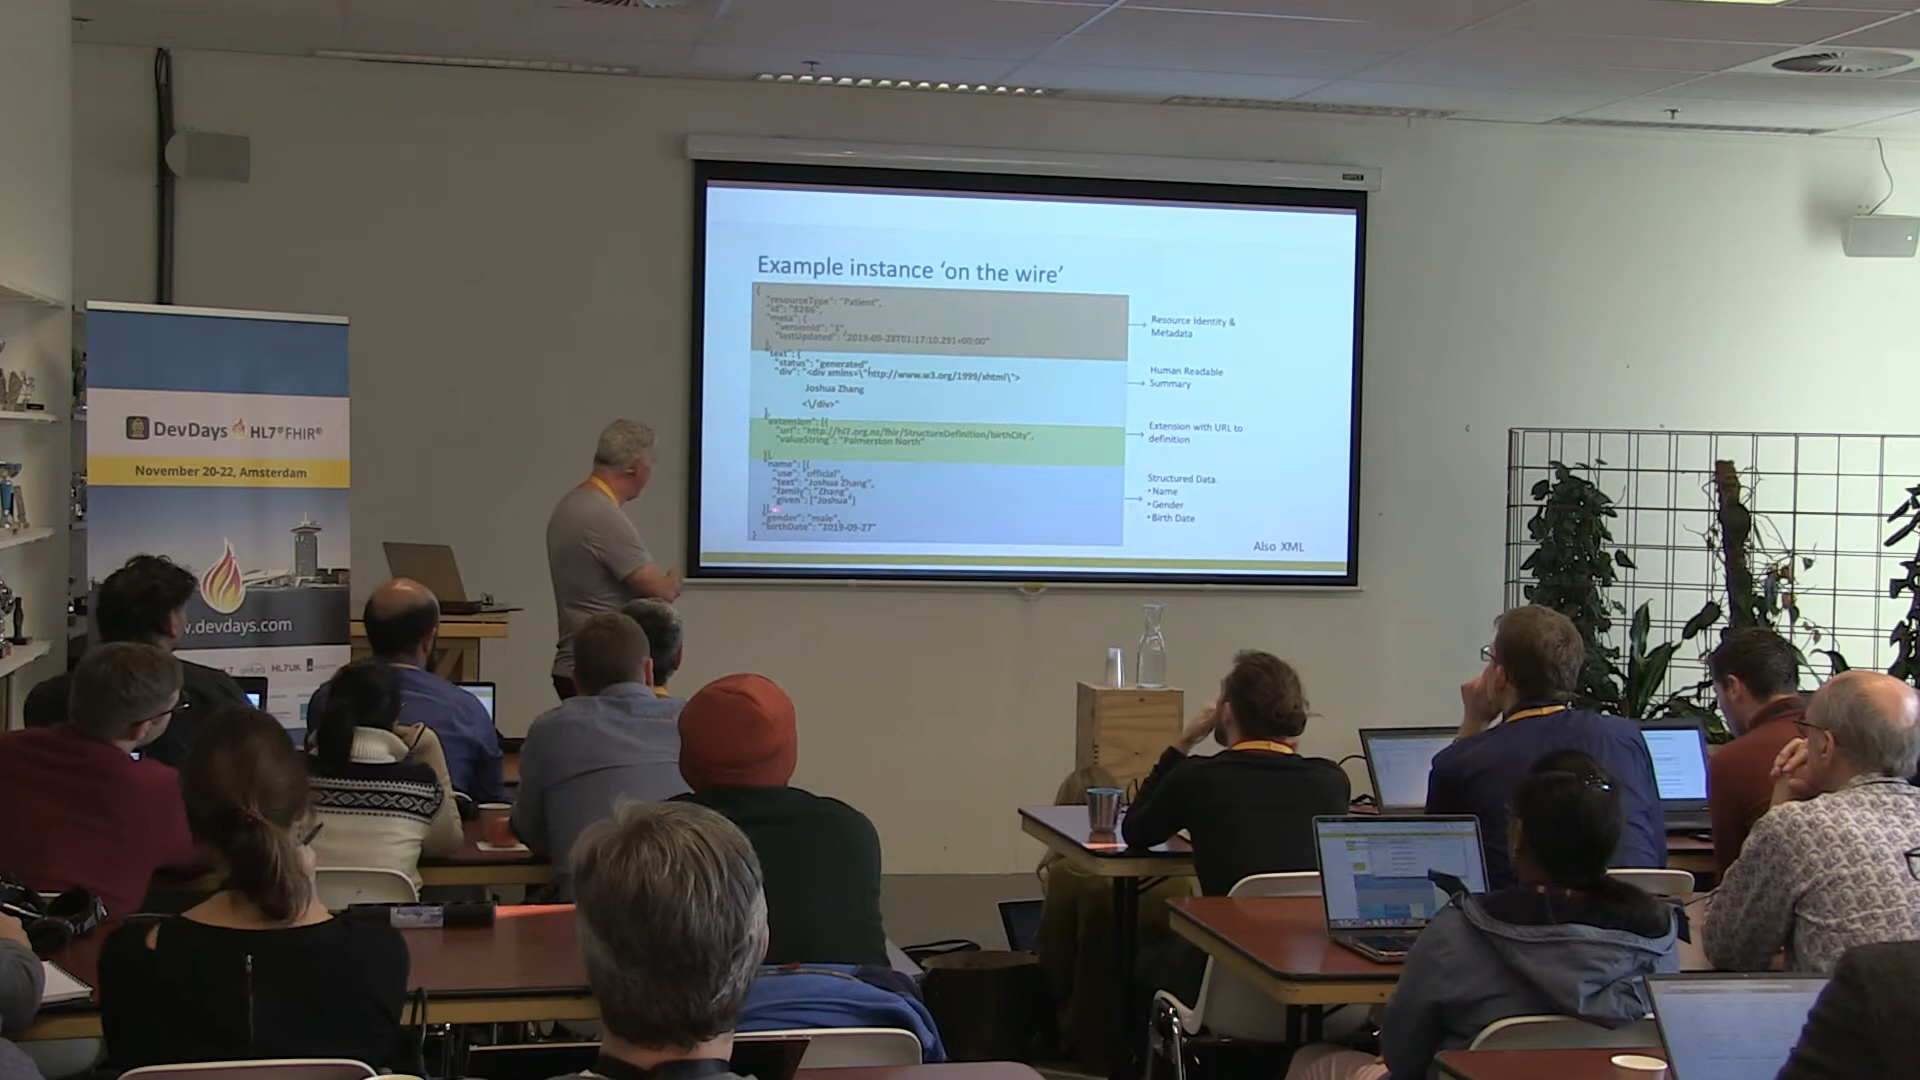 Example instance ‘on the wire’
{
"resourceType": "Patient",
"id": "8286",
"meta": {
"versionId": "1",
"lastUpdated": "2019-09-28T01:17:10.291+00:00"
},
"text": {
"status": "generated",
"div": "<div xmlns=\"http://www.w3.org/1999/xhtml\">
Joshua Zhang
<\/div>"
},
"extension": [{
"url": "http://hl7.org.nz/fhir/StructureDefinition/birthCity",
"valueString": "Palmerston North"
}],
"name": [{
"use": "official",
"text": "Joshua Zhang",
"family": "Zhang",
"given": ["Joshua"]
}],
"gender": "male",
"birthDate": "2019-09-27"
}
Resource Identity &
Metadata
Human Readable
Summary
Extension with URL to
definition
Structured Data.
• Name
• Gender
• Birth Date
Also XML
DevDays HL7® FHIR®
November 20-22, Amsterdam
.devdays.com
HL7UK